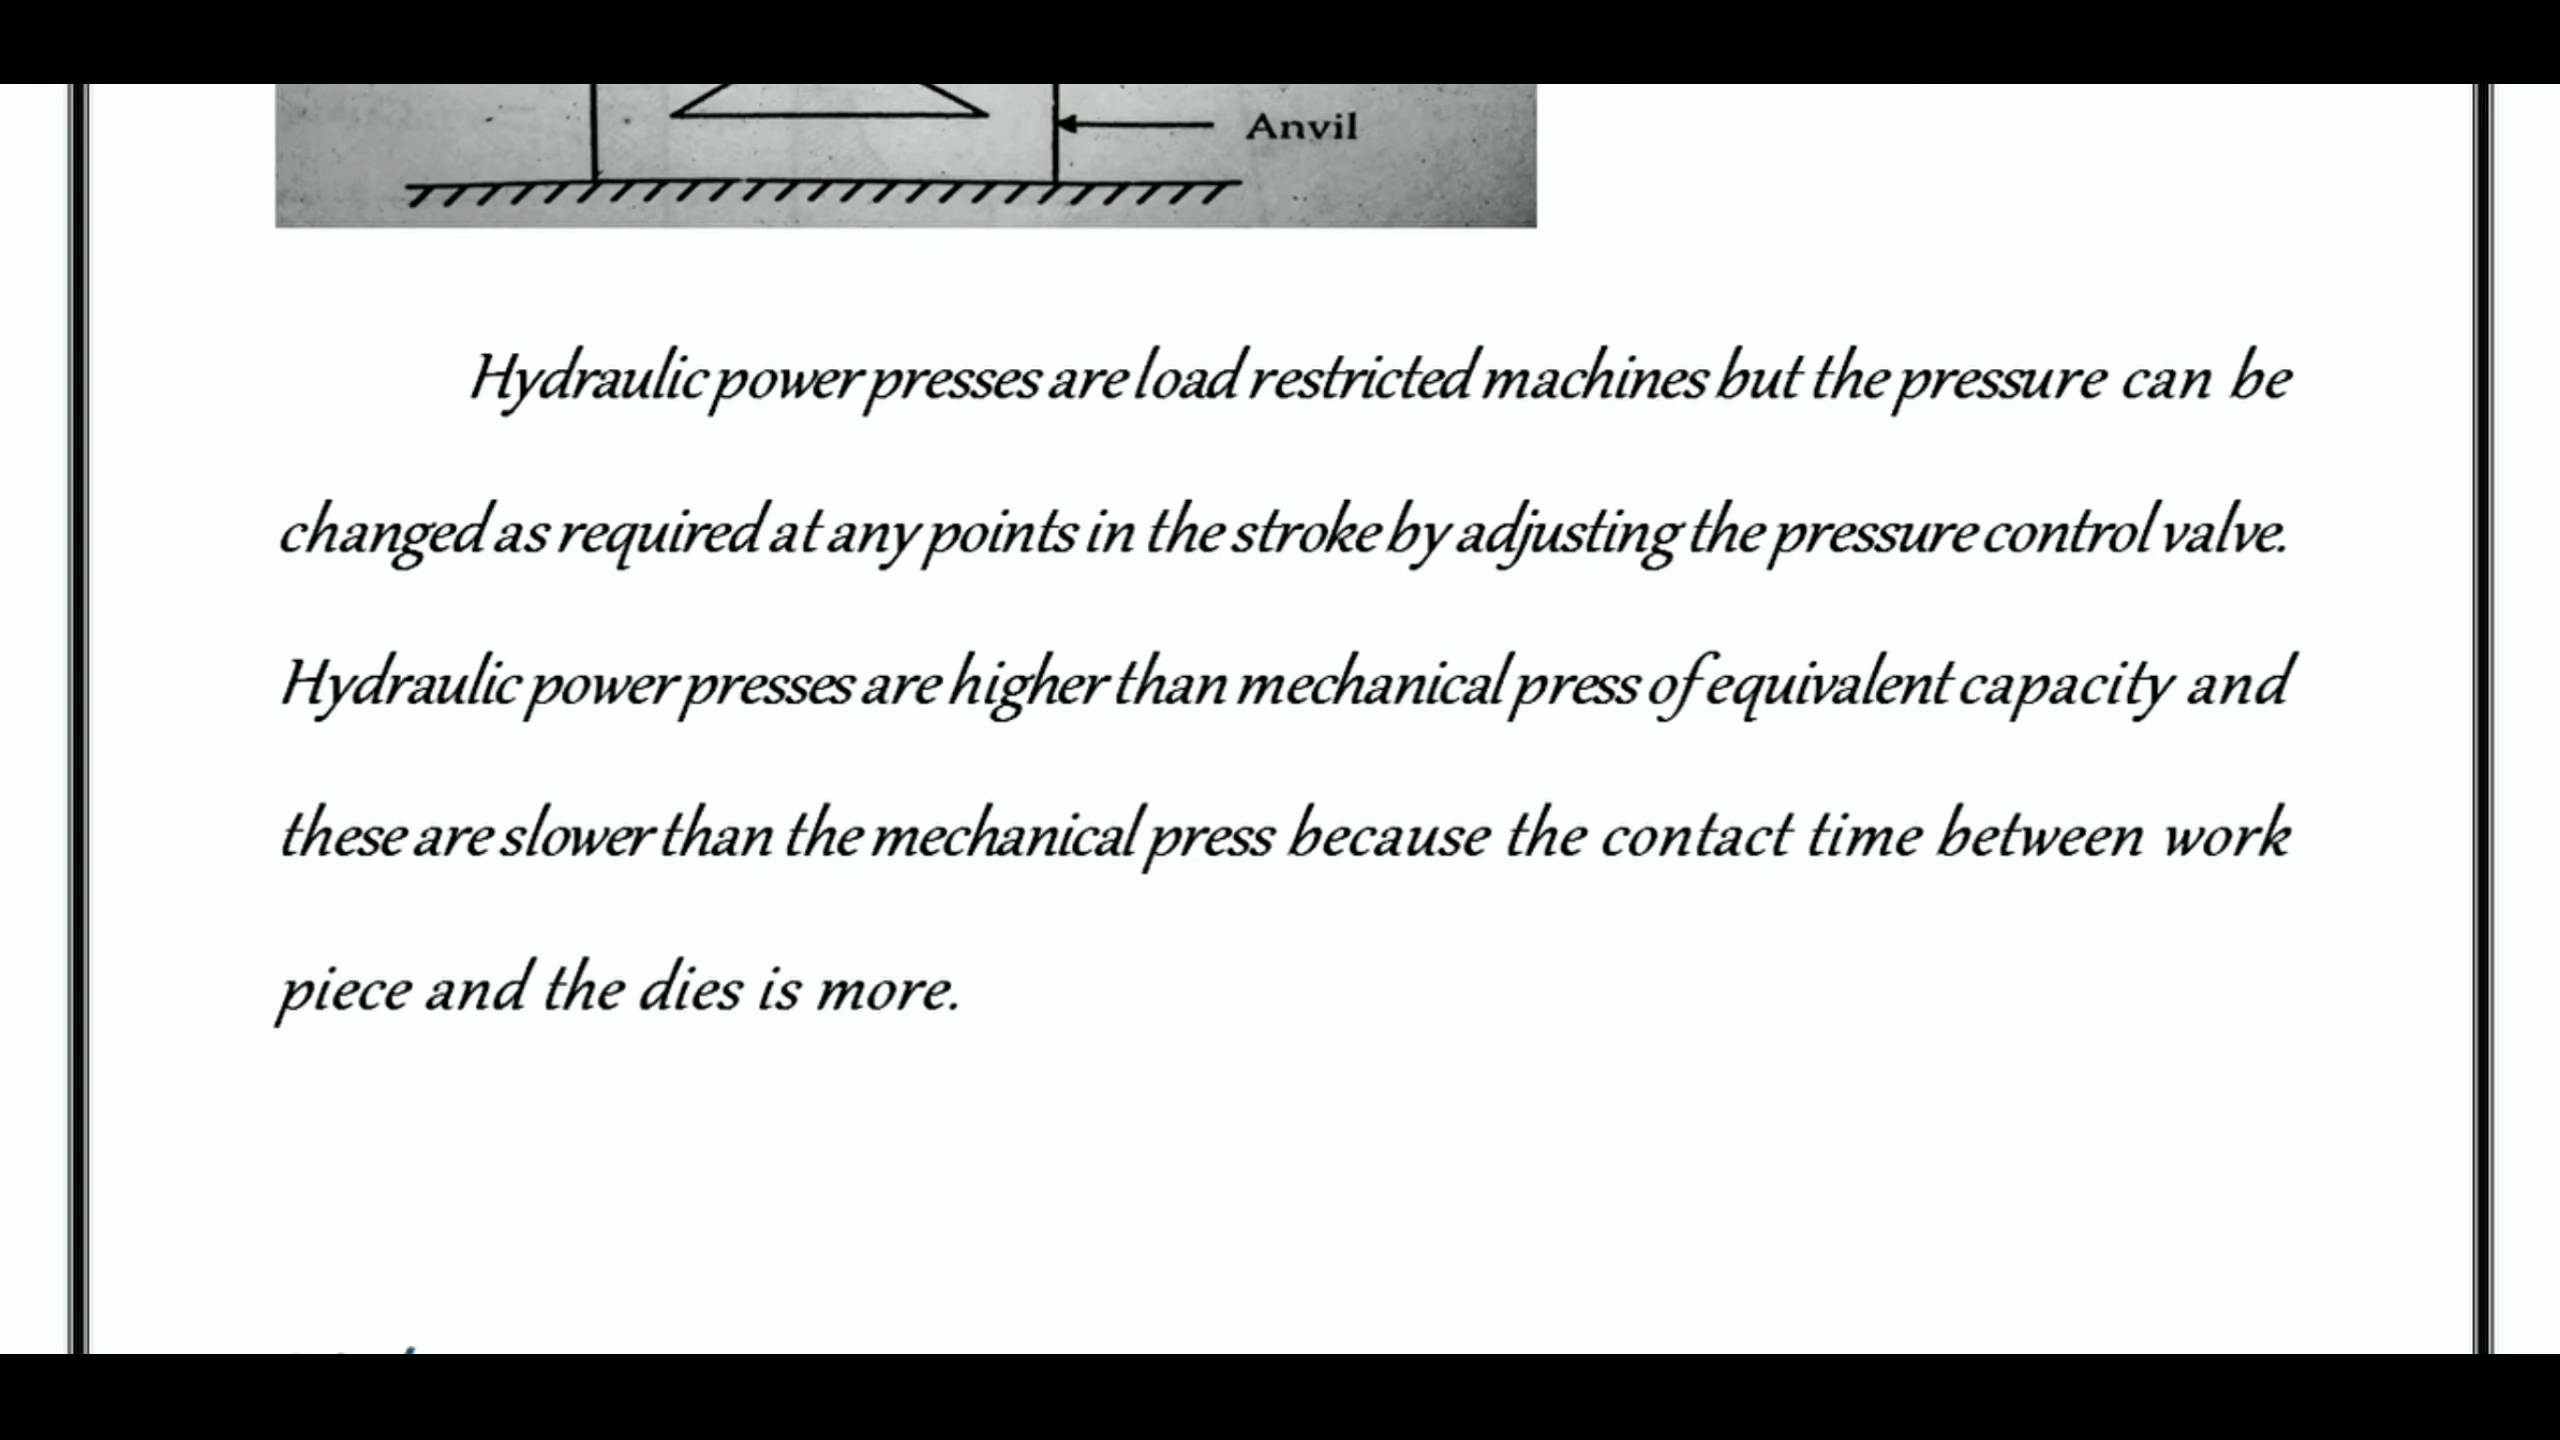 Anvil
Hydraulic power presses are load restricted machines but the pressure can be
changed as required at any points in the stroke by adjusting the pressure control valve.
Hydraulic power presses are higher than mechanical press of equivalent capacity and
these are slower than the mechanical press because the contact time between work
piece and the dies is more.